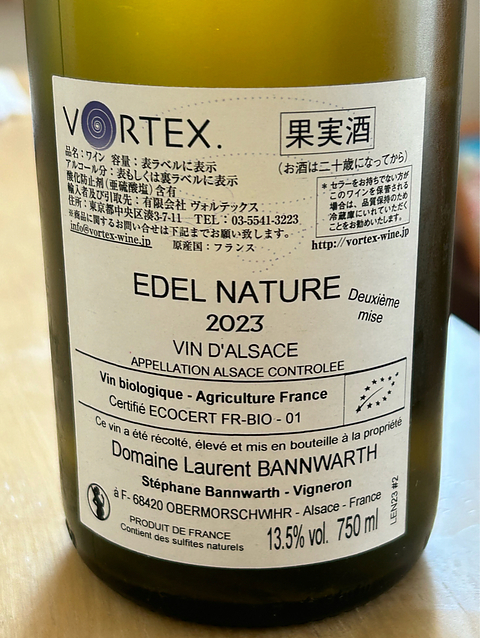 VORTEX.
果実酒
(お酒は二十歳になってから)
品名：ワイン 容量：表ラベルに表示
アルコール分：表もしくは裏ラベルに表示
酸化防止剤(亜硫酸塩)含有
輸入者及び引取先：有限会社 ヴォルテックス
住所：東京都中央区湊3-7-11 TEL：03-5541-3223
※商品に関するお問い合せは下記までお願い致します。
info@vortex-wine.jp
原産国：フランス
*セラーをお持ちでない方が
このワインを保管される
場合は、品質保持のため
冷蔵庫にいれていただく
ことをお勧めいたします。
http://vortex-wine.jp
EDEL NATURE
Deuxième
mise
2023
VIN D'ALSACE
APPELLATION ALSACE CONTROLEE
Vin biologique - Agriculture France
Certifié ECOCERT FR-BIO - 01
Ce vin a été récolté, élevé et mis en bouteille à la propriété
Domaine Laurent BANNWARTH
Stéphane Bannwarth - Vigneron
à F- 68420 OBERMORSCHWIHR - Alsace - France
PRODUIT DE FRANCE
Contient des sulfites naturels
13.5% vol. 750 ml
LEN23 #2